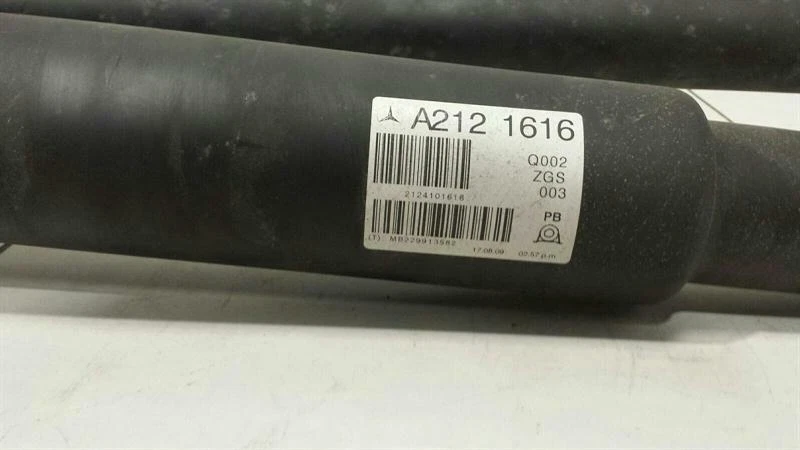 A212 1616
Q002
ZGS
003
2124101616
PB
(T) MB229913582 17.08.09 02:57 p.m